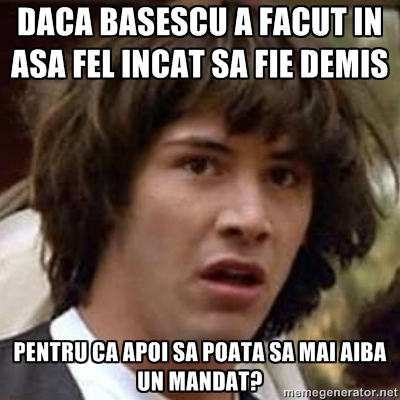 DACA BASESCU A FACUT IN
ASA FEL INCAT SA FIE DEMIS
PENTRU CA APOI SA POATA SA MAI AIBA
UN MANDAT?
memegenerator.net